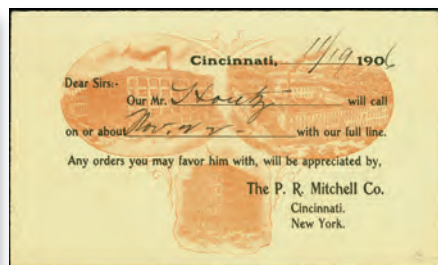 Cincinnati, 11/19 1906
Dear Sirs:-
Our Mr. Houtz will call
on or about Nov. 22- with our full line.
Any orders you may favor him with, will be appreciated by,
The P. R. Mitchell Co.
Cincinnati.
New York.